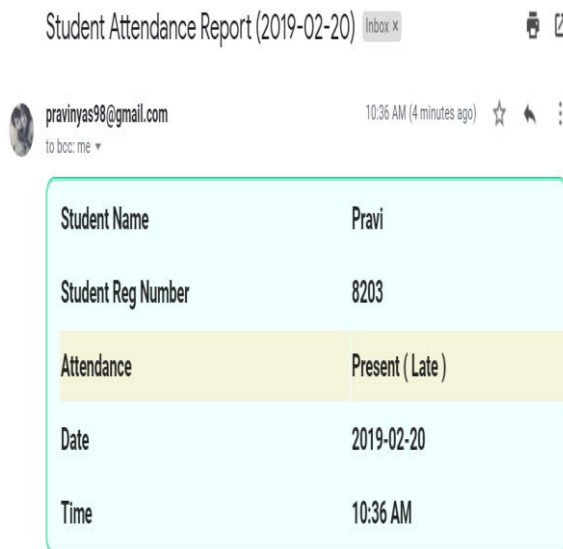 Student Attendance Report (2019-02-20) Inbox ×
pravinyas98@gmail.com 10:36 AM (4 minutes ago)
to bcc: me
Student Name Pravi
Student Reg Number 8203
Attendance Present ( Late )
Date 2019-02-20
Time 10:36 AM